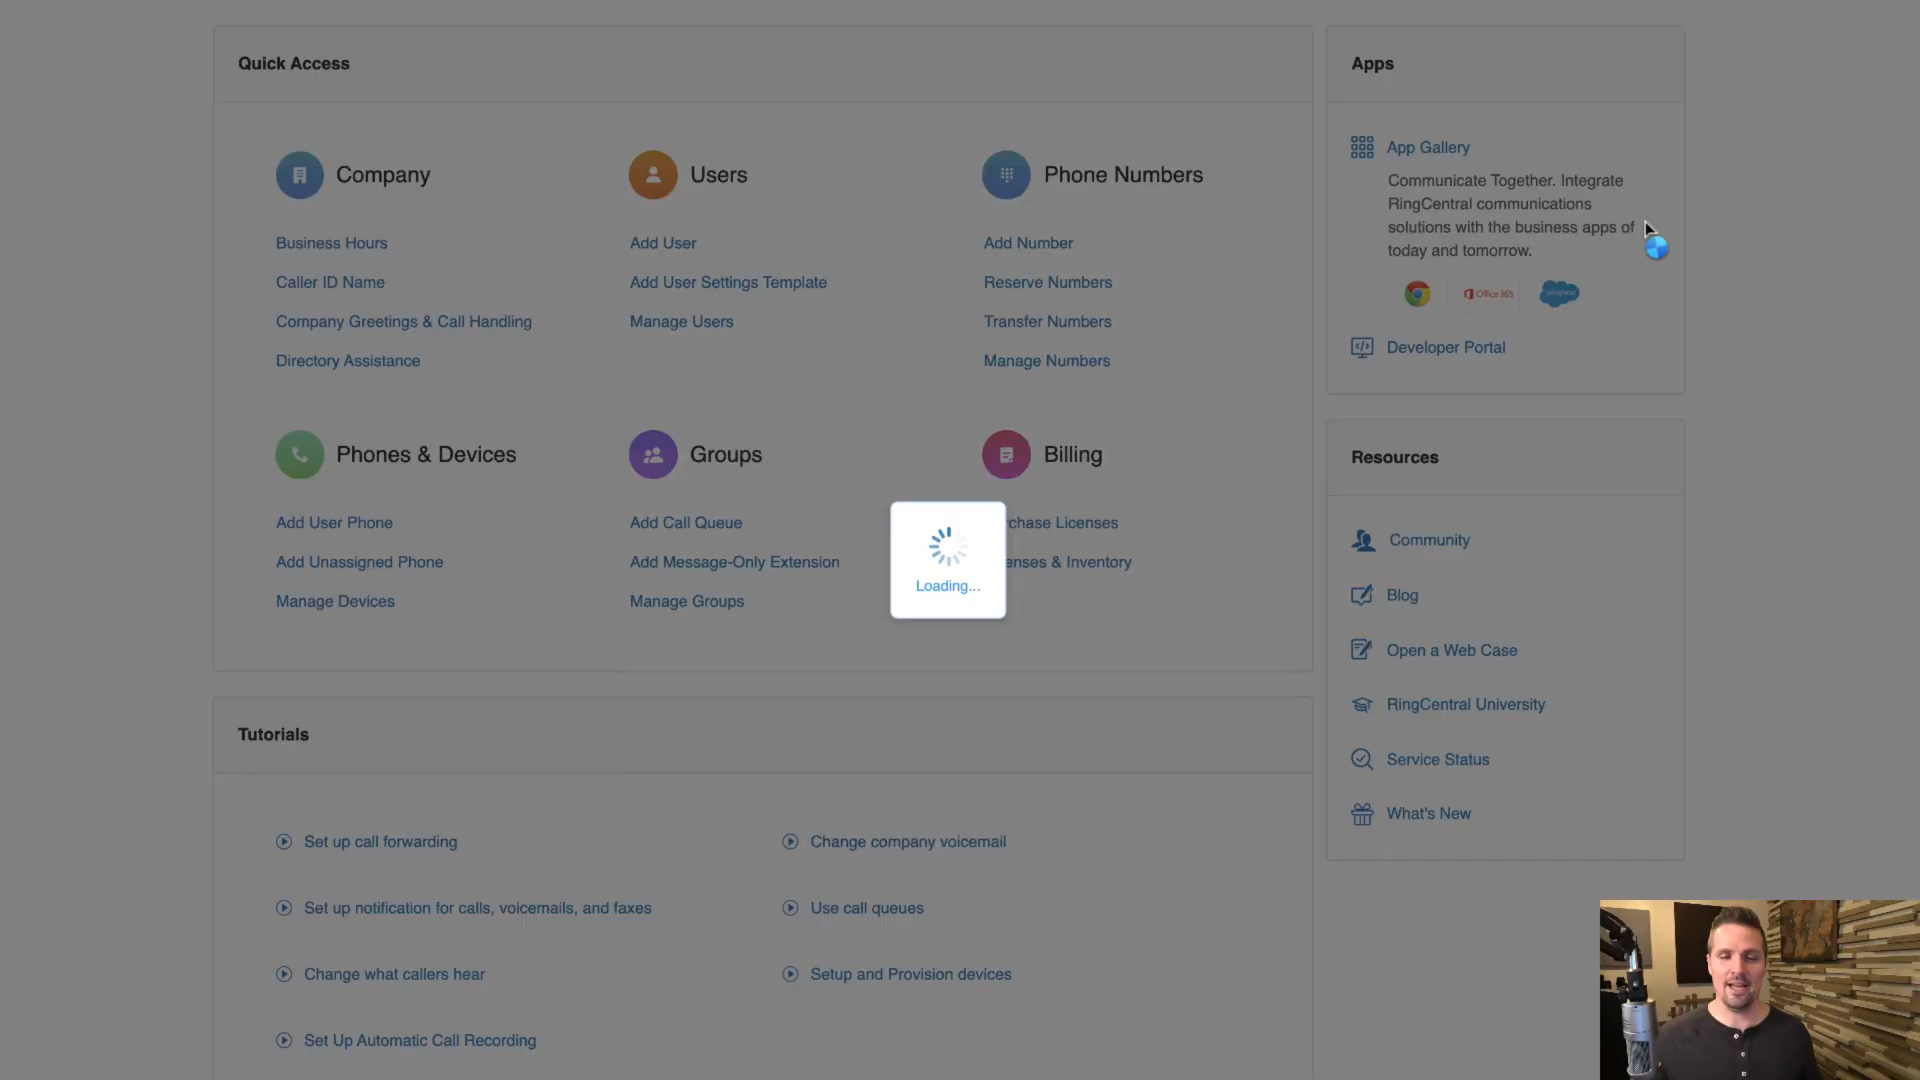 Quick Access
Company
Business Hours
Caller ID Name
Company Greetings & Call Handling
Directory Assistance
Users
Add User
Add User Settings Template
Manage Users
Phone Numbers
Add Number
Reserve Numbers
Transfer Numbers
Manage Numbers
Phones & Devices
Add User Phone
Add Unassigned Phone
Manage Devices
Groups
Add Call Queue
Add Message-Only Extension
Manage Groups
Billing
chase Licenses
enses & Inventory
Loading...
Tutorials
Set up call forwarding
Change company voicemail
Set up notification for calls, voicemails, and faxes
Use call queues
Change what callers hear
Setup and Provision devices
Set Up Automatic Call Recording
Apps
App Gallery
Communicate Together. Integrate
RingCentral communications
solutions with the business apps of
today and tomorrow.
Office 365
Developer Portal
Resources
Community
Blog
Open a Web Case
RingCentral University
Service Status
What's New